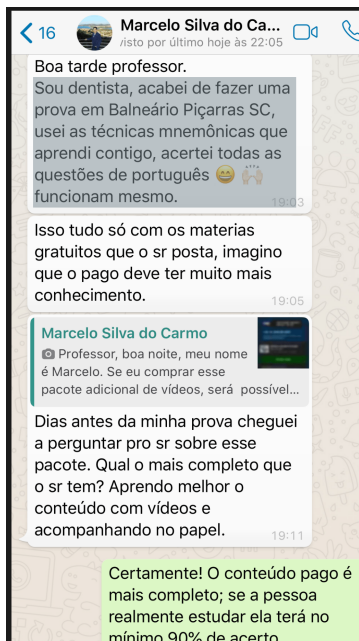 16
Marcelo Silva do Ca...
visto por último hoje às 22:05
Boa tarde professor.
Sou dentista, acabei de fazer uma
prova em Balneário Piçarras SC,
usei as técnicas mnemônicas que
aprendi contigo, acertei todas as
questões de português 😄 🙌🏻
funcionam mesmo.
19:03
Isso tudo só com os materias
gratuitos que o sr posta, imagino
que o pago deve ter muito mais
conhecimento.
19:05
Marcelo Silva do Carmo
📷 Professor, boa noite, meu nome
é Marcelo. Se eu comprar esse
pacote adicional de vídeos, será possível...
Dias antes da minha prova cheguei
a perguntar pro sr sobre esse
pacote. Qual o mais completo que
o sr tem? Aprendo melhor o
conteúdo com vídeos e
acompanhando no papel.
19:11
Certamente! O conteúdo pago é
mais completo; se a pessoa
realmente estudar ela terá no
mínimo 90% de acerto